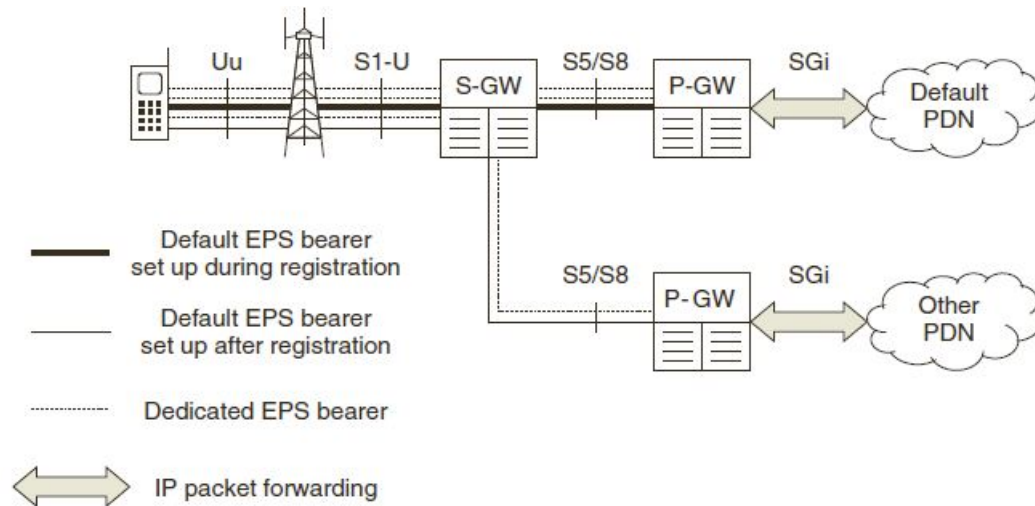 Uu
S1-U
S-GW
S5/S8
P-GW
SGi
Default
PDN
Default EPS bearer
set up during registration
S5/S8
P- GW
SGi
Other
PDN
Default EPS bearer
set up after registration
Dedicated EPS bearer
IP packet forwarding